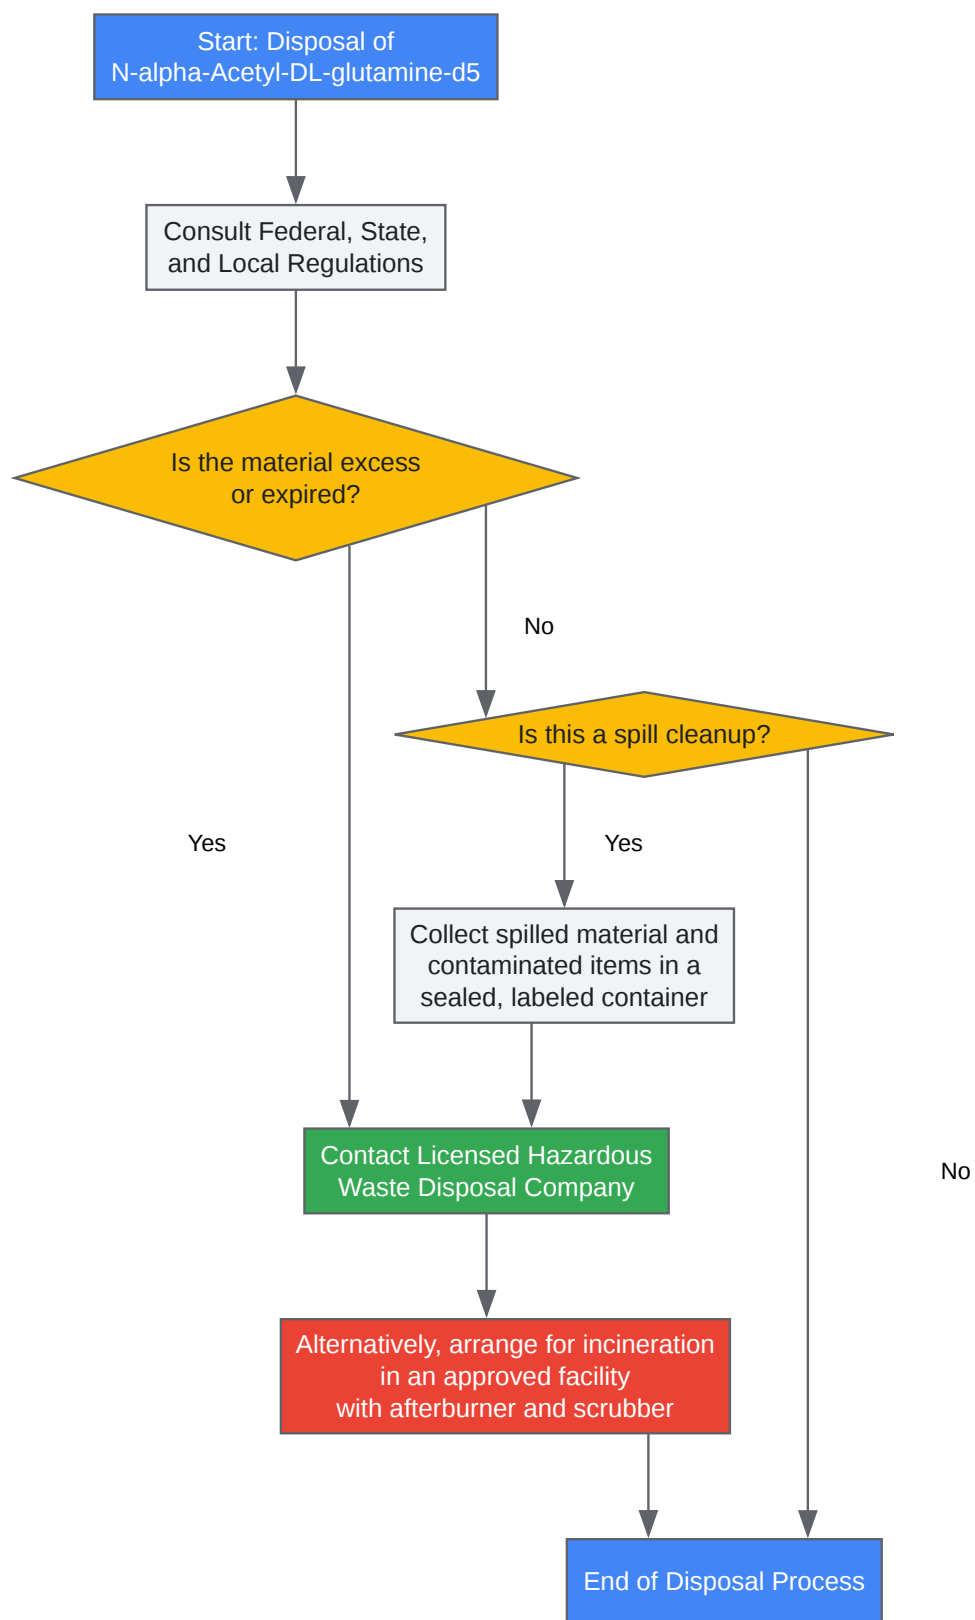 Start: Disposal of
N-alpha-Acetyl-DL-glutamine-d5
Consult Federal, State,
and Local Regulations
Is the material excess
or expired?
No
Is this a spill cleanup?
Yes
Yes
Collect spilled material and
contaminated items in a
sealed, labeled container
Contact Licensed Hazardous
Waste Disposal Company
No
Alternatively, arrange for incineration
in an approved facility
with afterburner and scrubber
End of Disposal Process